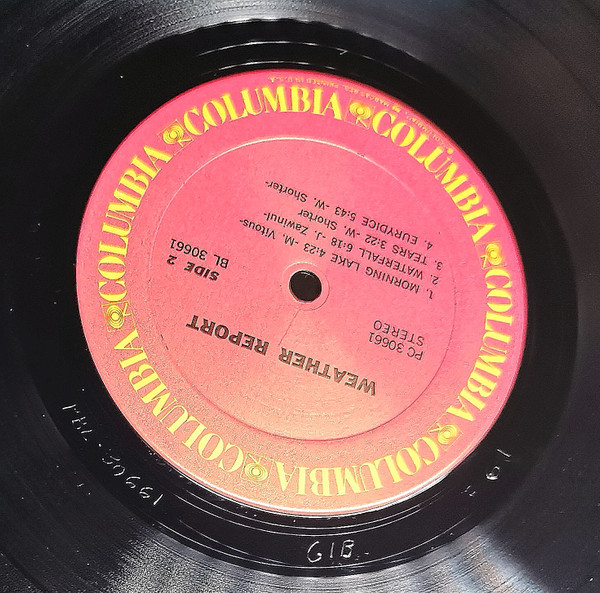 COLUMBIA COLUMBIA COLUMBIA COLUMBIA COLUMBIA COLUMBIA
WEATHER REPORT
PC 30661
STEREO
SIDE 2
BL 30661
1. MORNING LAKE 4:23 -M. Vitous-
2. WATERFALL 6:18 -J. Zawinul-
3. TEARS 3:22 -W. Shorter
4. EURYDICE 5:43 -W. Shorter-
G1B